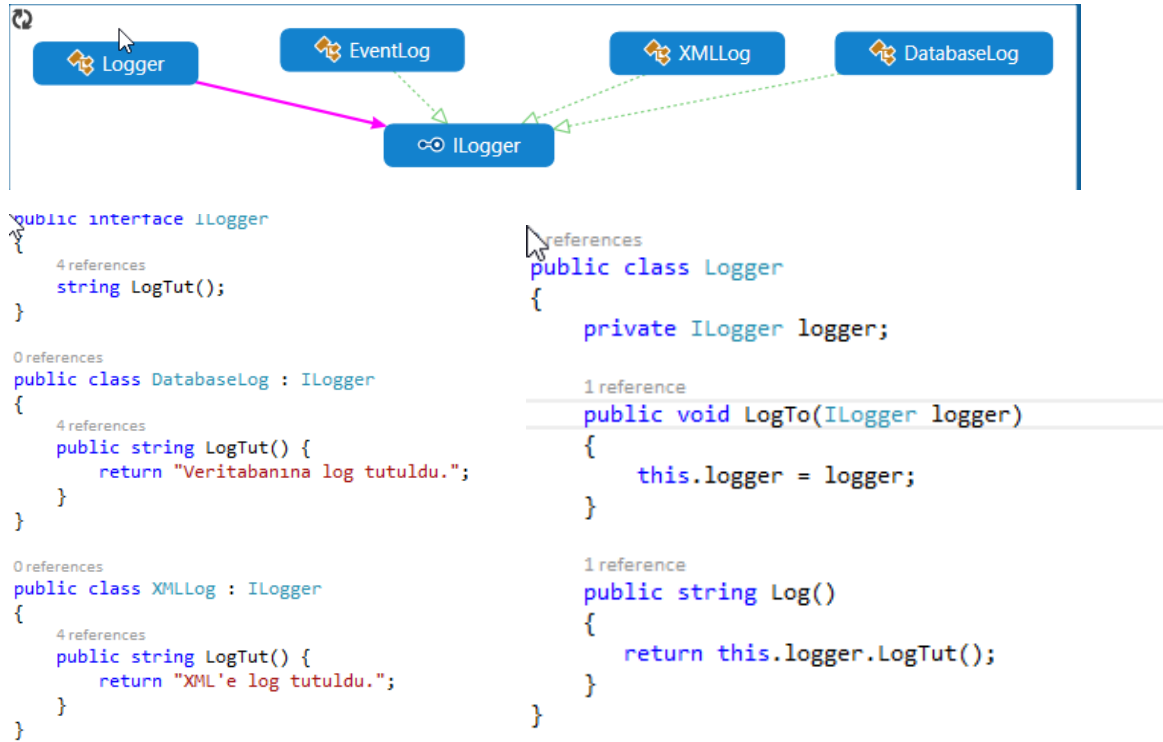 Logger
EventLog
XMLLog
DatabaseLog
ILogger
public interface ILogger
{
4 references
string LogTut();
}
0 references
public class DatabaseLog : ILogger
{
4 references
public string LogTut() {
return "Veritabanına log tutuldu.";
}
}
0 references
public class XMLLog : ILogger
{
4 references
public string LogTut() {
return "XML'e log tutuldu.";
}
}
references
public class Logger
{
private ILogger logger;
1 reference
public void LogTo(ILogger logger)
{
this.logger = logger;
}
1 reference
public string Log()
{
return this.logger.LogTut();
}
}